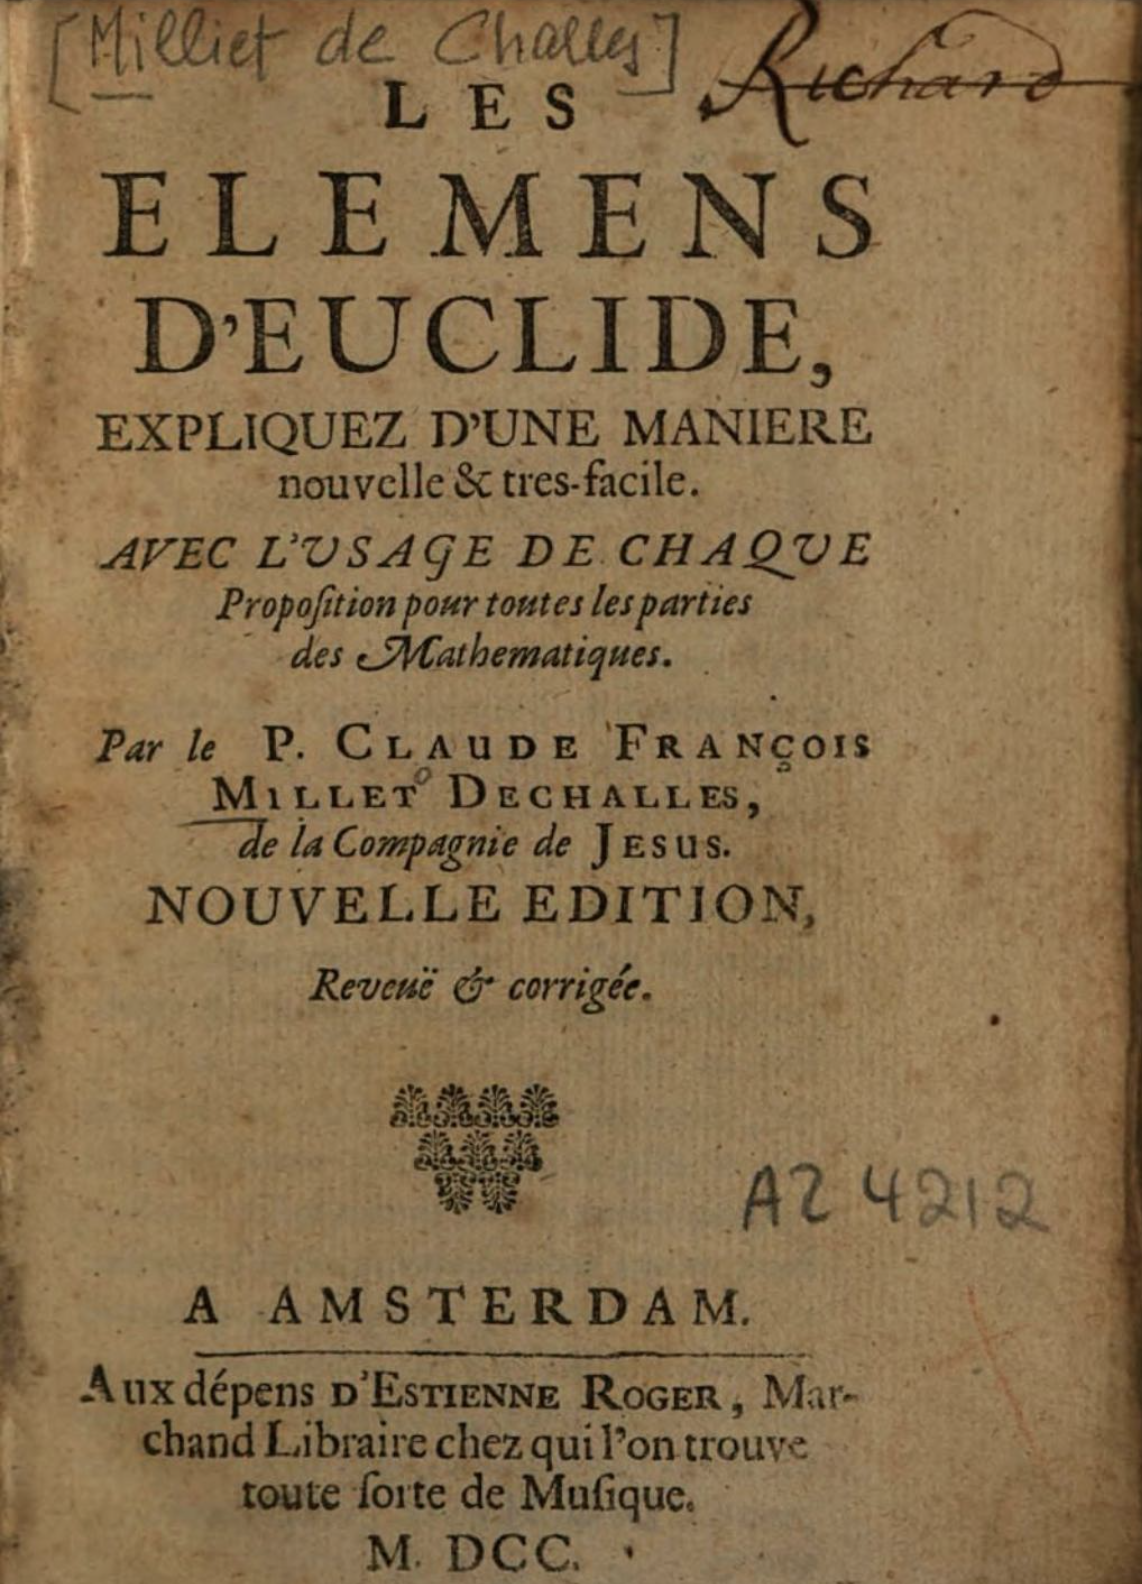 [Milliet de Challes]
Richard
LES
ELEMENS
D'EUCLIDE,
EXPLIQUEZ D'UNE MANIERE
nouvelle & tres-facile.
AVEC L'USAGE DE CHAQUE
Propoſition pour toutes les parties
des Mathematiques.
Par le P. CLAUDE FRANÇOIS
MILLET DECHALLES,
de la Compagnie de JESUS.
NOUVELLE EDITION,
Reveuë & corrigée.
AZ 4212
A AMSTERDAM.
Aux dépens D'ESTIENNE ROGER, Mar-
chand Libraire chez qui l'on trouve
toute ſorte de Muſique.
M. DCC.